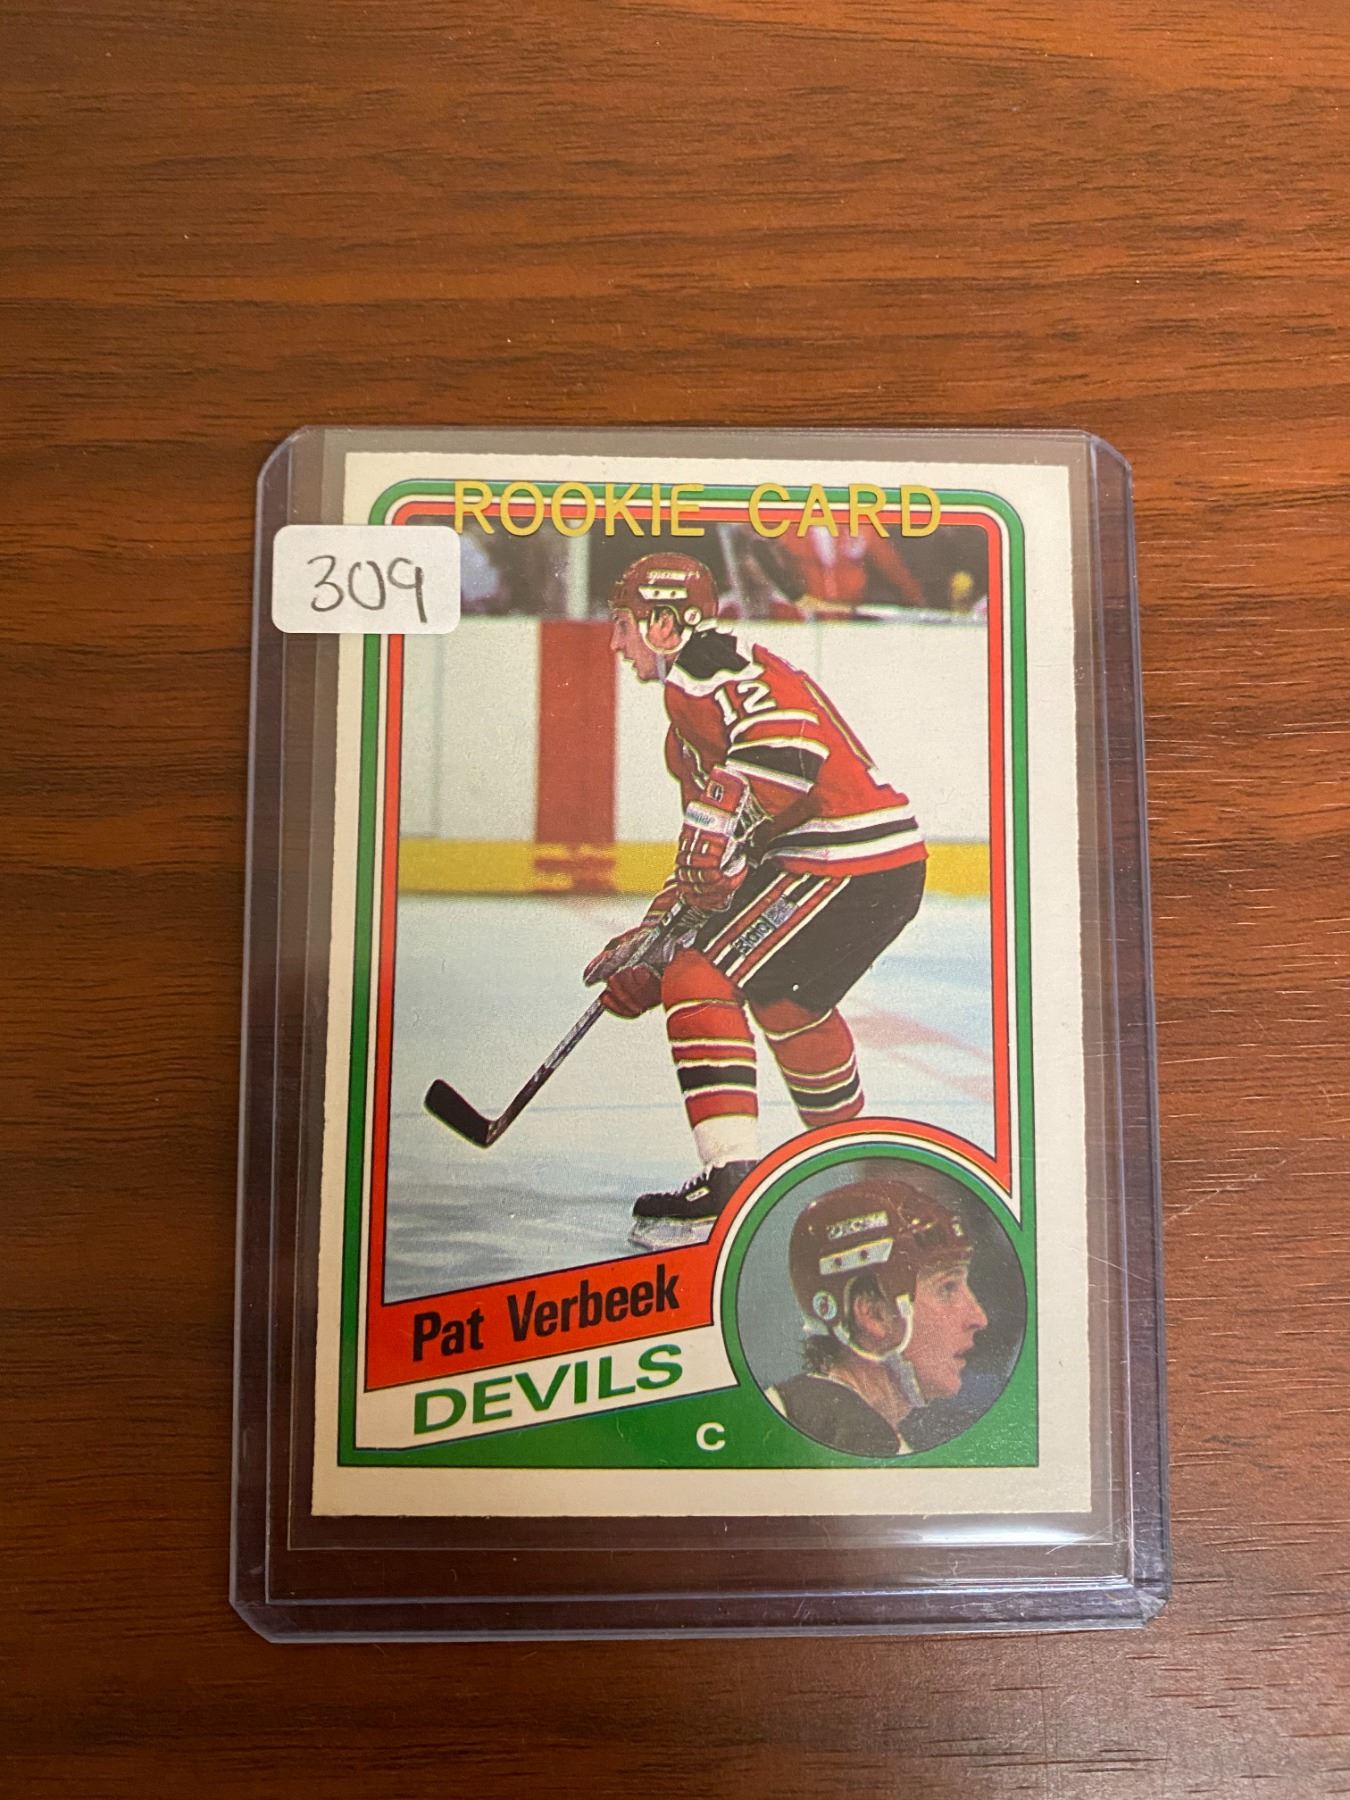 ROOKIE CARD
309
12
Pat Verbeek
DEVILS
C